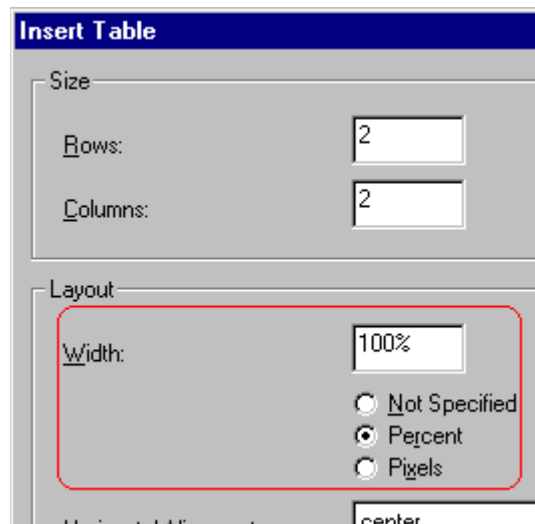 Insert Table
Size
Rows: 2
Columns: 2
Layout
Width: 100%
Not Specified
Percent
Pixels
center